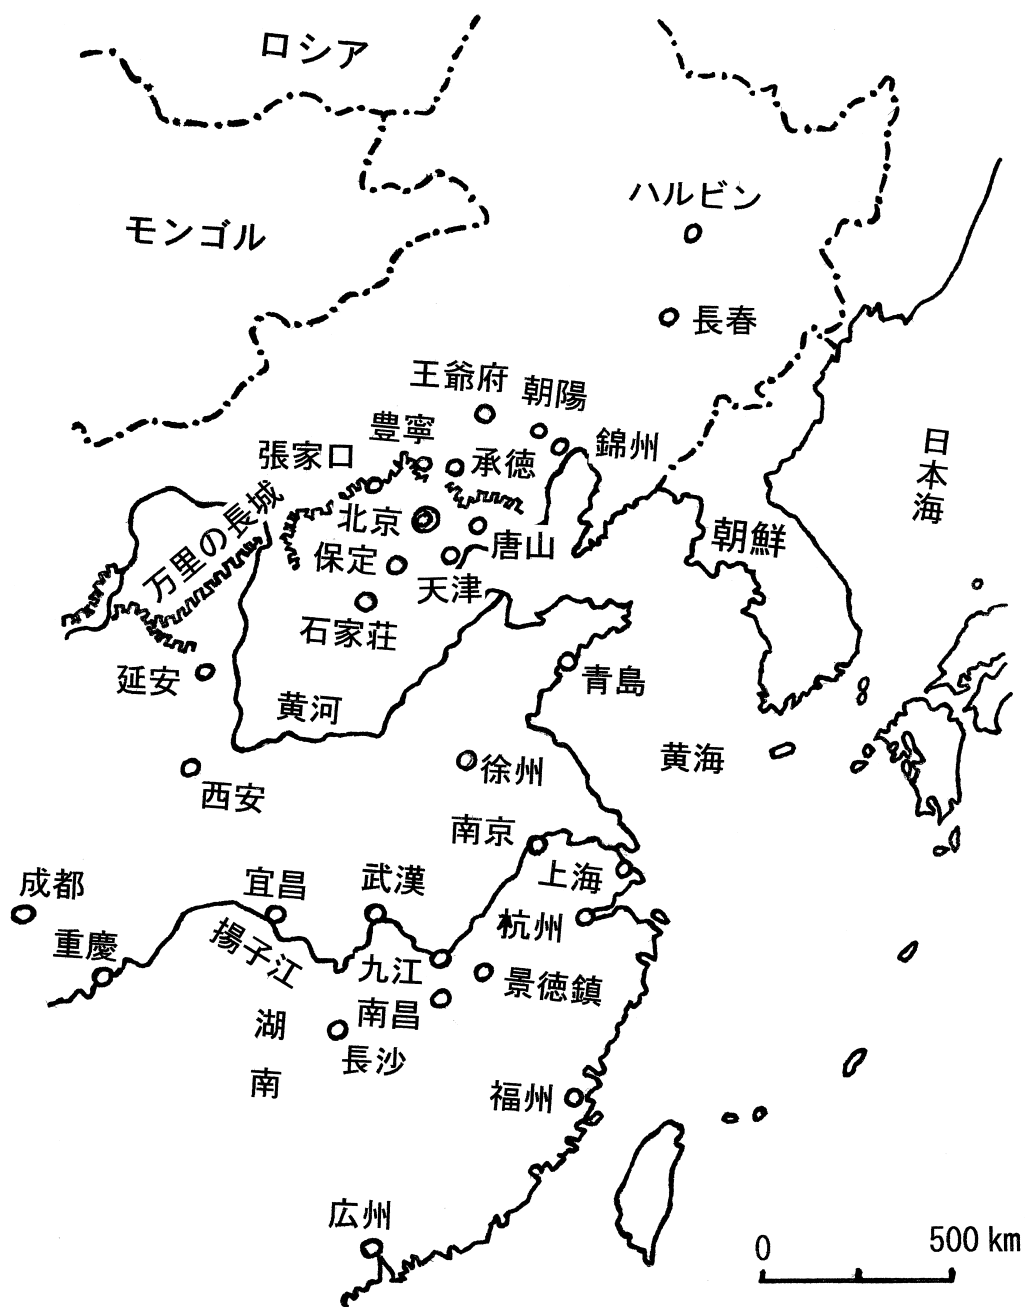 ロシア
モンゴル
ハルビン
長春
王爺府
朝陽
豊寧
錦州
張家口
承徳
日本海
万里の長城
北京
唐山
朝鮮
保定
天津
石家荘
延安
青島
黄河
黄海
徐州
西安
南京
上海
成都
宜昌
武漢
杭州
重慶
揚子江
九江
景徳鎮
南昌
湖南
長沙
福州
広州
0
500 km